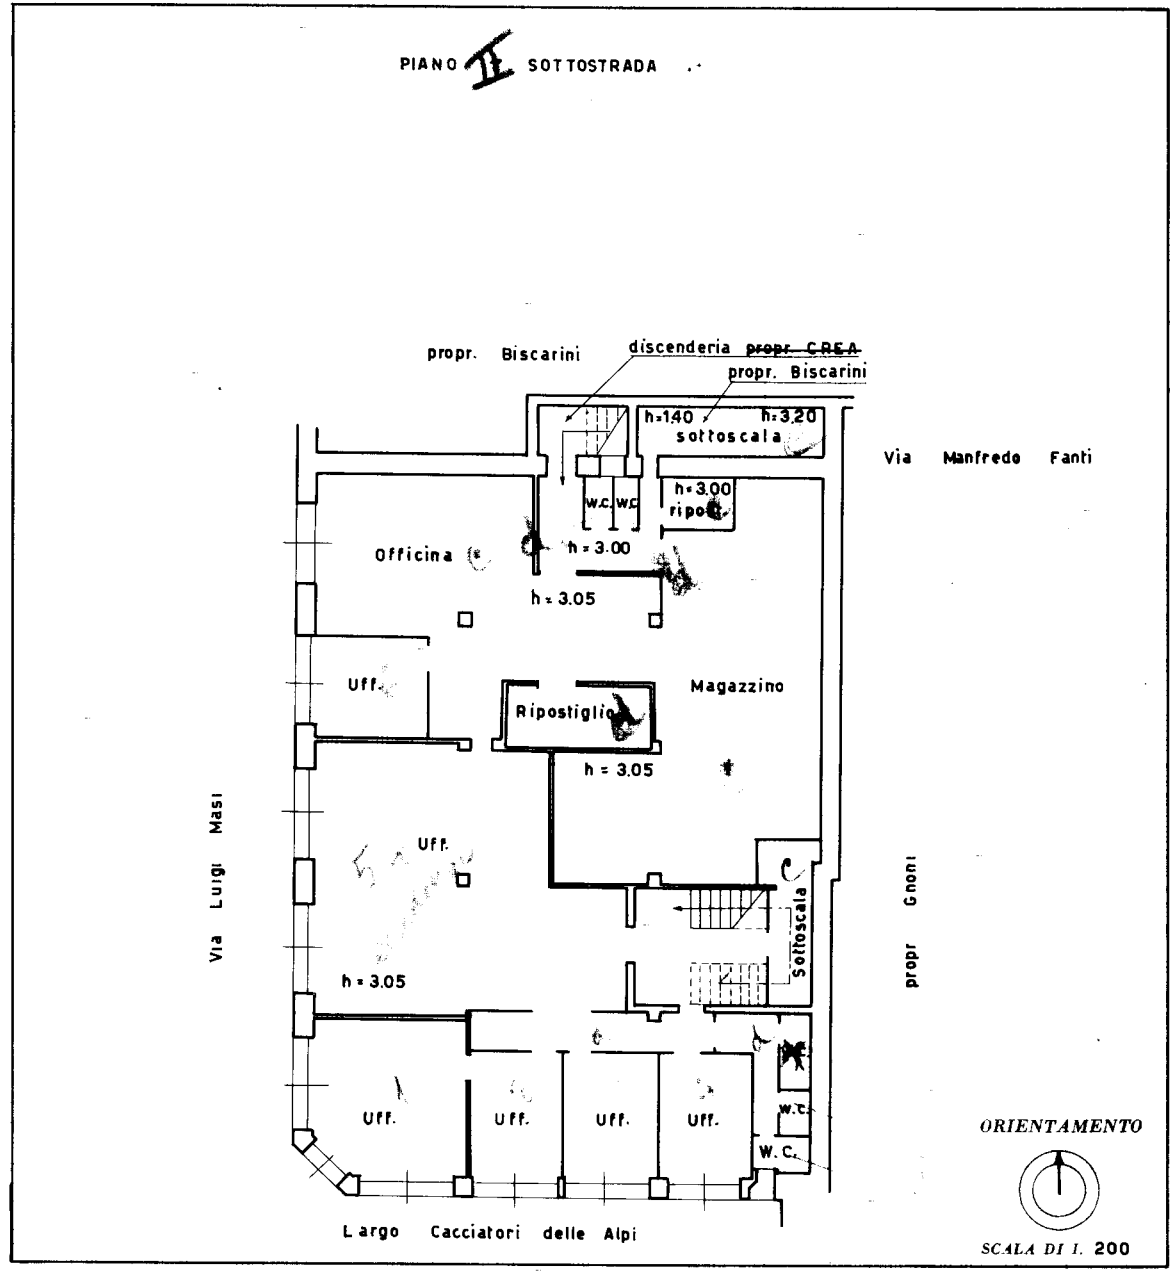 PIANO II SOTTOSTRADA
propr. Biscarini
discenderia propr. CREA
propr. Biscarini
h=1.40
h=3.20
sottoscala
Via Manfredo Fanti
h=3.00
W.C.
W.C
Officina
h=3.00
h=3.05
Uff.
Ripostiglio
Magazzino
h=3.05
Uff.
Via Luigi Masi
Sottoscala
propr Gnoni
h=3.05
Uff.
Uff.
Uff.
Uff.
W.C.
W.C.
ORIENTAMENTO
Largo Cacciatori delle Alpi
SCALA DI 1. 200